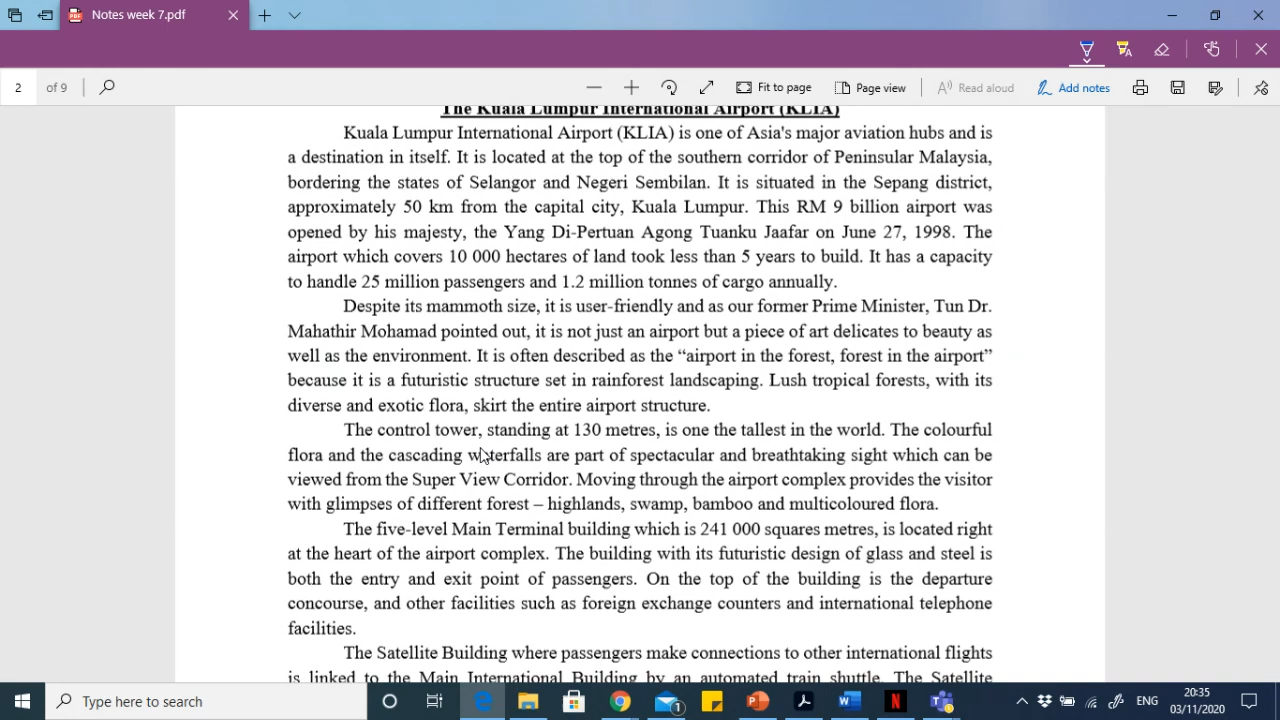 Notes week 7.pdf
2 of 9
Fit to page
Page view
Read aloud
Add notes
The Kuala Lumpur International Airport (KLIA)
Kuala Lumpur International Airport (KLIA) is one of Asia's major aviation hubs and is
a destination in itself. It is located at the top of the southern corridor of Peninsular Malaysia,
bordering the states of Selangor and Negeri Sembilan. It is situated in the Sepang district,
approximately 50 km from the capital city, Kuala Lumpur. This RM 9 billion airport was
opened by his majesty, the Yang Di-Pertuan Agong Tuanku Jaafar on June 27, 1998. The
airport which covers 10 000 hectares of land took less than 5 years to build. It has a capacity
to handle 25 million passengers and 1.2 million tonnes of cargo annually.
Despite its mammoth size, it is user-friendly and as our former Prime Minister, Tun Dr.
Mahathir Mohamad pointed out, it is not just an airport but a piece of art delicates to beauty as
well as the environment. It is often described as the “airport in the forest, forest in the airport”
because it is a futuristic structure set in rainforest landscaping. Lush tropical forests, with its
diverse and exotic flora, skirt the entire airport structure.
The control tower, standing at 130 metres, is one the tallest in the world. The colourful
flora and the cascading waterfalls are part of spectacular and breathtaking sight which can be
viewed from the Super View Corridor. Moving through the airport complex provides the visitor
with glimpses of different forest – highlands, swamp, bamboo and multicoloured flora.
The five-level Main Terminal building which is 241 000 squares metres, is located right
at the heart of the airport complex. The building with its futuristic design of glass and steel is
both the entry and exit point of passengers. On the top of the building is the departure
concourse, and other facilities such as foreign exchange counters and international telephone
facilities.
The Satellite Building where passengers make connections to other international flights
is linked to the Main International Building by an automated train shuttle. The Satellite
Type here to search
1
ENG
20:35
03/11/2020